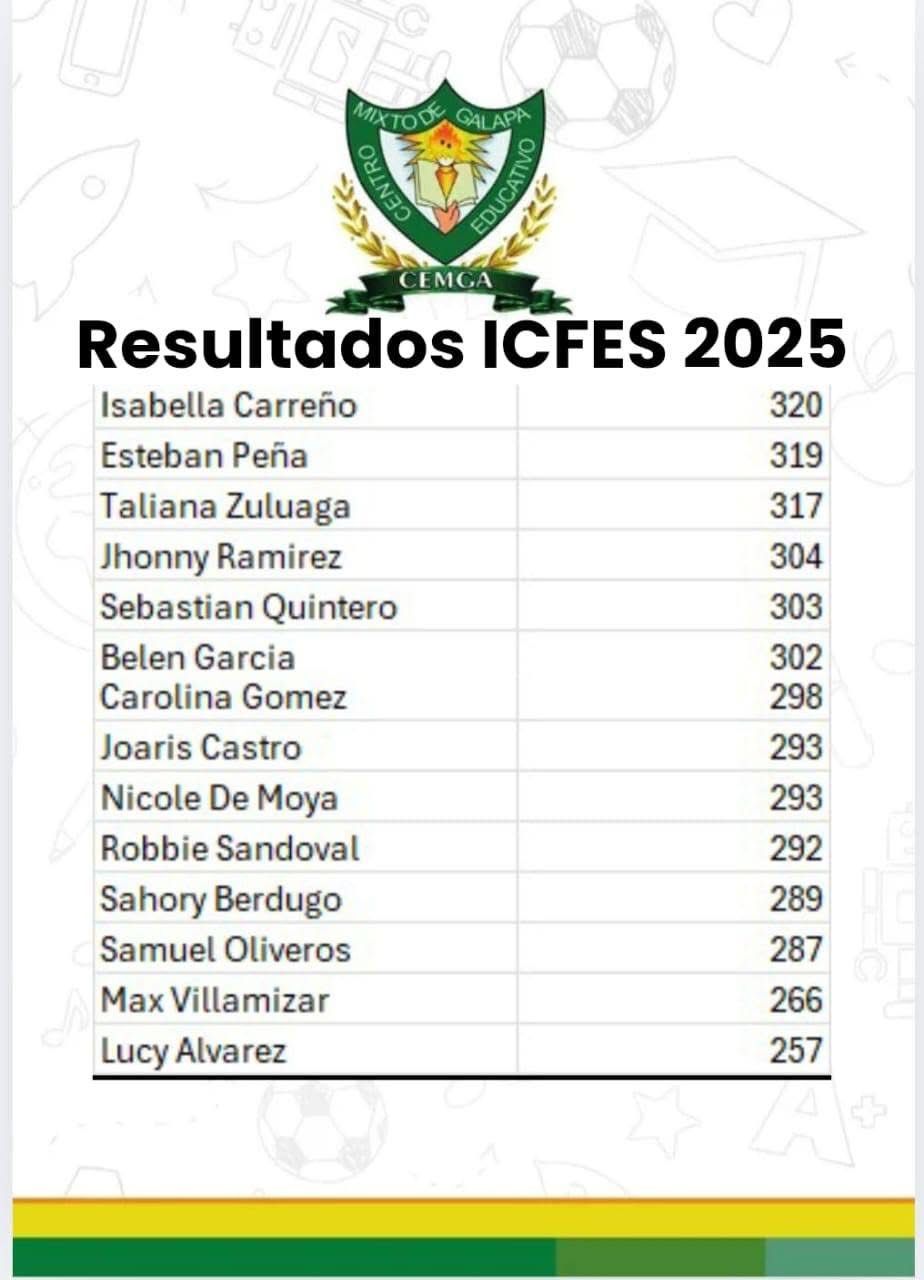 MIXTO DE GALAPA
CENTRO
EDUCATIVO
CEMGA
Resultados ICFES 2025
Isabella Carreño 320
Esteban Peña 319
Taliana Zuluaga 317
Jhonny Ramirez 304
Sebastian Quintero 303
Belen Garcia 302
Carolina Gomez 298
Joaris Castro 293
Nicole De Moya 293
Robbie Sandoval 292
Sahory Berdugo 289
Samuel Oliveros 287
Max Villamizar 266
Lucy Alvarez 257
A+